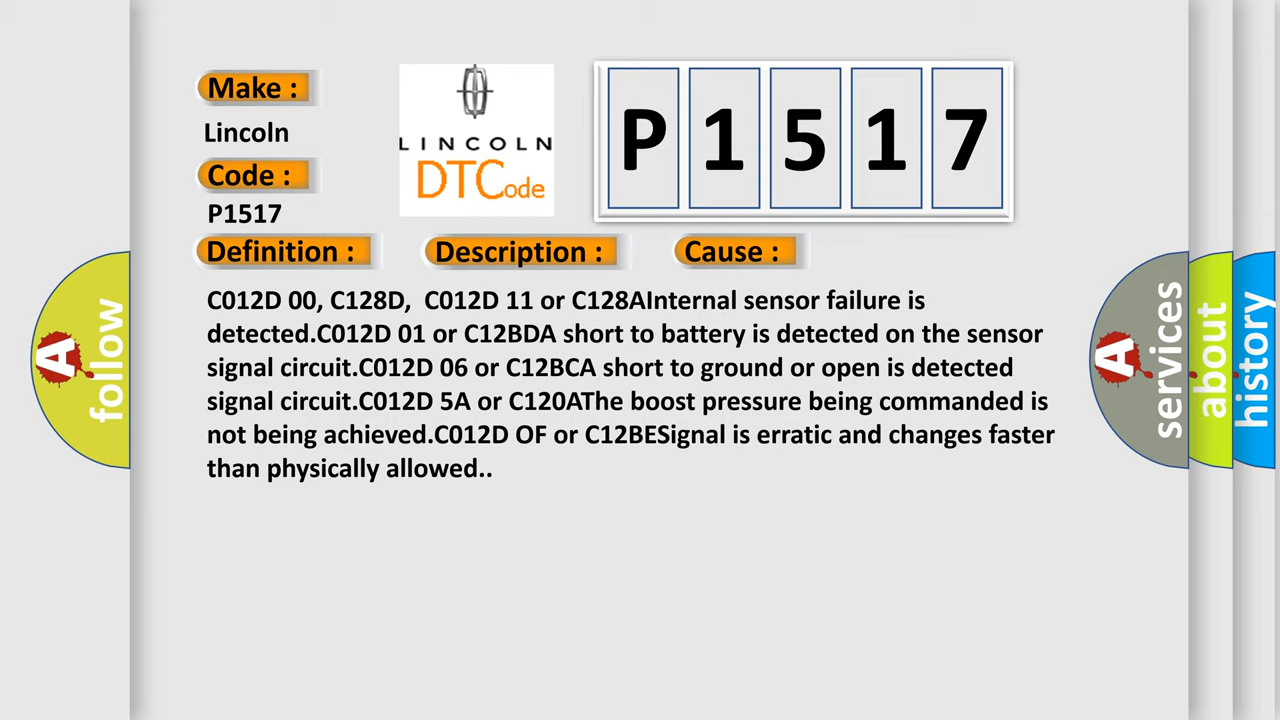 Make :
Lincoln
Code :
P1517
LINCOLN
DTCode
P 1 5 1 7
Definition :
Description :
Cause :
C012D 00, C128D,  C012D 11 or C128AInternal sensor failure is
detectedC012D 01 or C12BDA short to battery is detected on the sensor
signal circuit.C012D 06 or C12BCA short to ground or open is detected
signal circuit.C012D 5A or C120AThe boost pressure being commanded is
not being achieved.C012D OF or C12BESignal is erratic and changes faster
than physically allowed..
A follow
A services
about
history